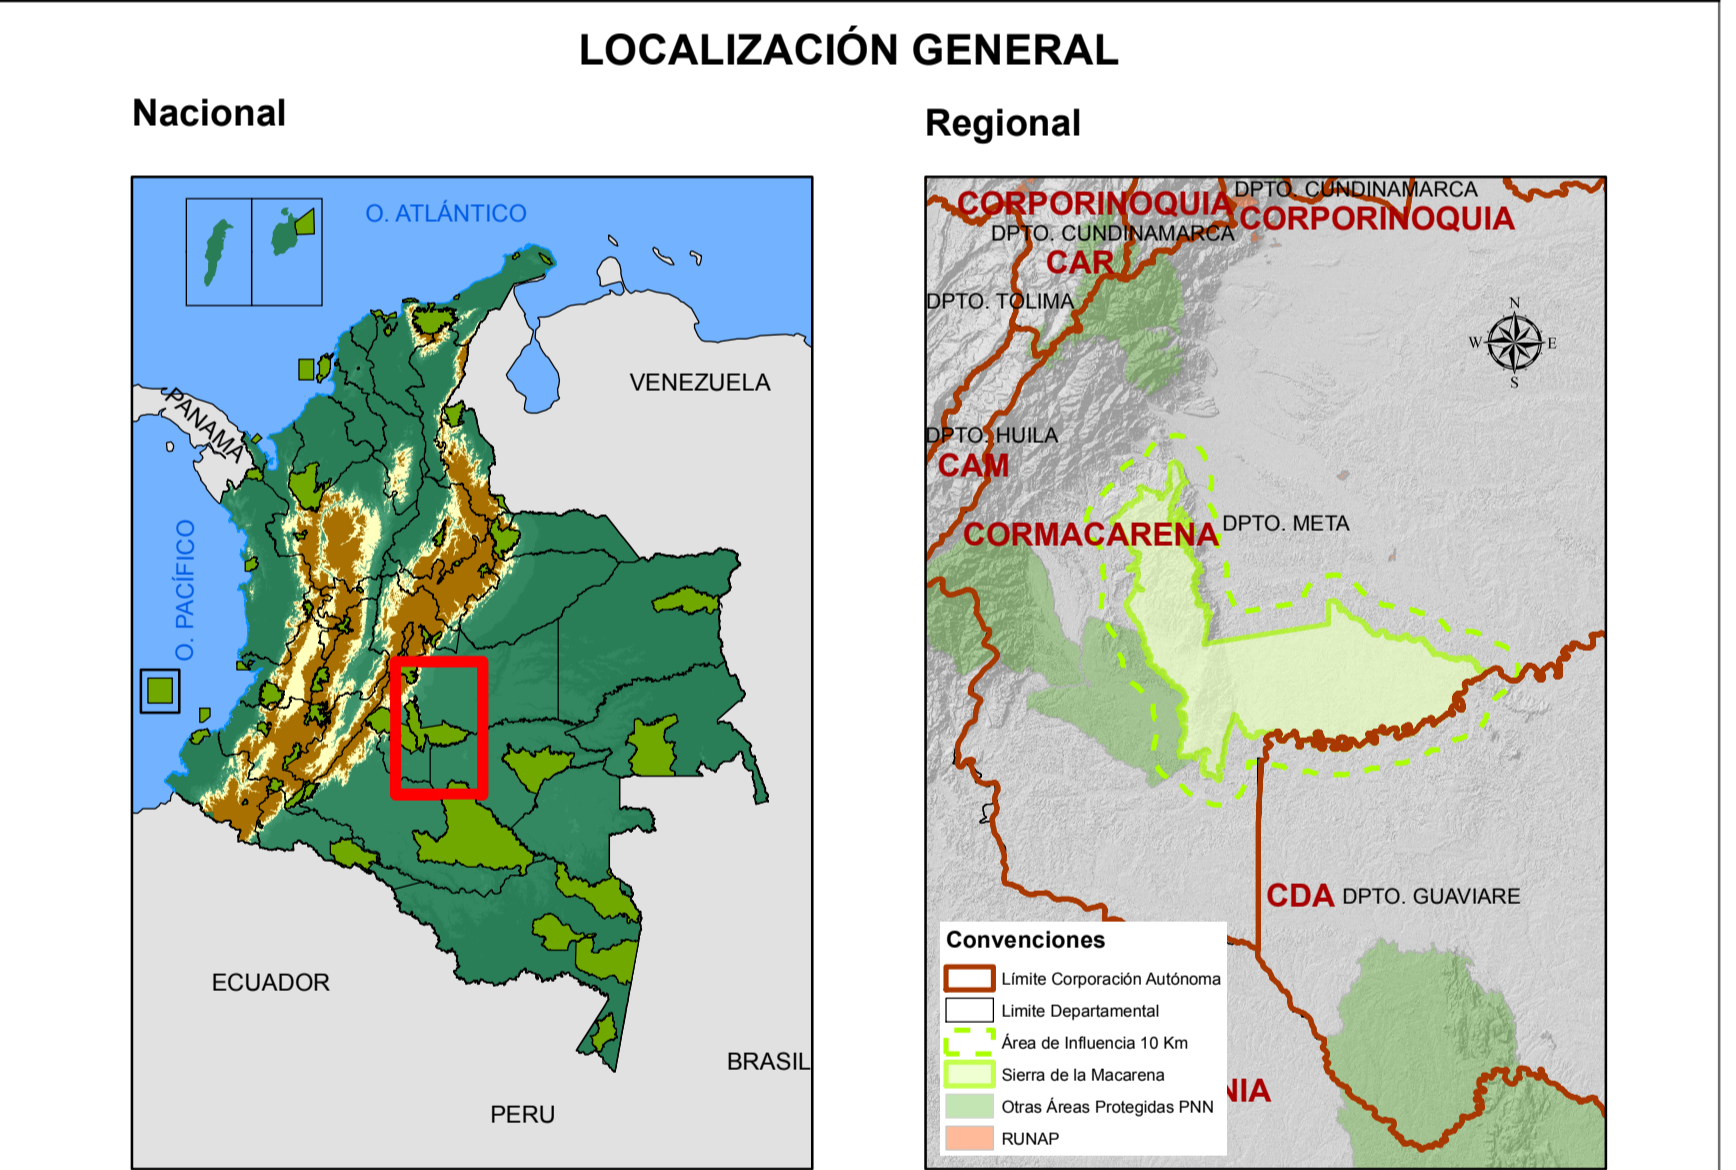 LOCALIZACIÓN GENERAL
Nacional
O. ATLÁNTICO
VENEZUELA
PANAMÁ
O. PACÍFICO
ECUADOR
BRASIL
PERU
Regional
DPTO. CUNDINAMARCA
CORPORINOQUIA
CORPORINOQUIA
DPTO. CUNDINAMARCA
CAR
DPTO. TOLIMA
N
W E
S
DPTO. HUILA
CAM
DPTO. META
CORMACARENA
CDA DPTO. GUAVIARE
NIA
Convenciones
Límite Corporación Autónoma
Limite Departamental
Área de Influencia 10 Km
Sierra de la Macarena
Otras Áreas Protegidas PNN
RUNAP